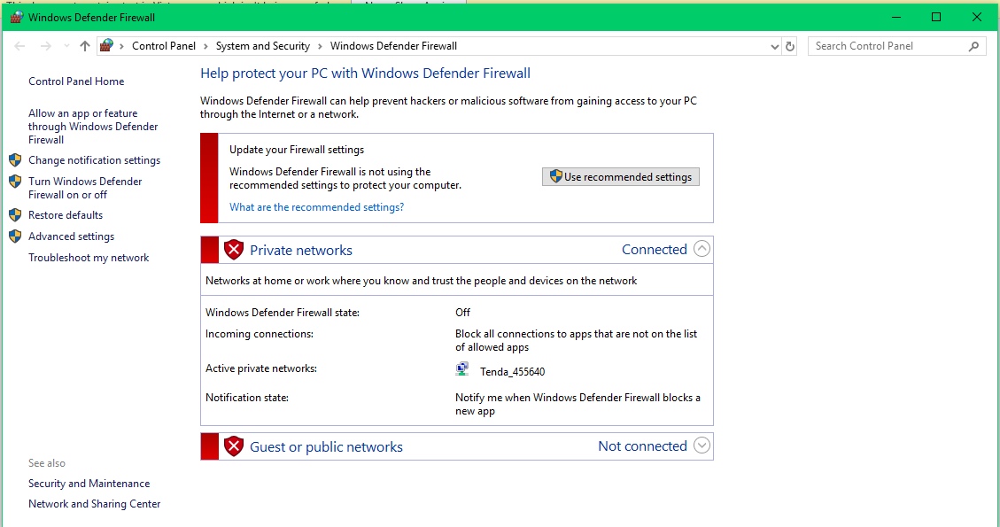 Windows Defender Firewall
Control Panel > System and Security > Windows Defender Firewall
Search Control Panel
Control Panel Home
Allow an app or feature
through Windows Defender
Firewall
Change notification settings
Turn Windows Defender
Firewall on or off
Restore defaults
Advanced settings
Troubleshoot my network
See also
Security and Maintenance
Network and Sharing Center
Help protect your PC with Windows Defender Firewall
Windows Defender Firewall can help prevent hackers or malicious software from gaining access to your PC
through the Internet or a network.
Update your Firewall settings
Windows Defender Firewall is not using the
recommended settings to protect your computer.
Use recommended settings
What are the recommended settings?
Private networks Connected
Networks at home or work where you know and trust the people and devices on the network
Windows Defender Firewall state: Off
Incoming connections: Block all connections to apps that are not on the list
of allowed apps
Active private networks: Tenda_455640
Notification state: Notify me when Windows Defender Firewall blocks a
new app
Guest or public networks Not connected